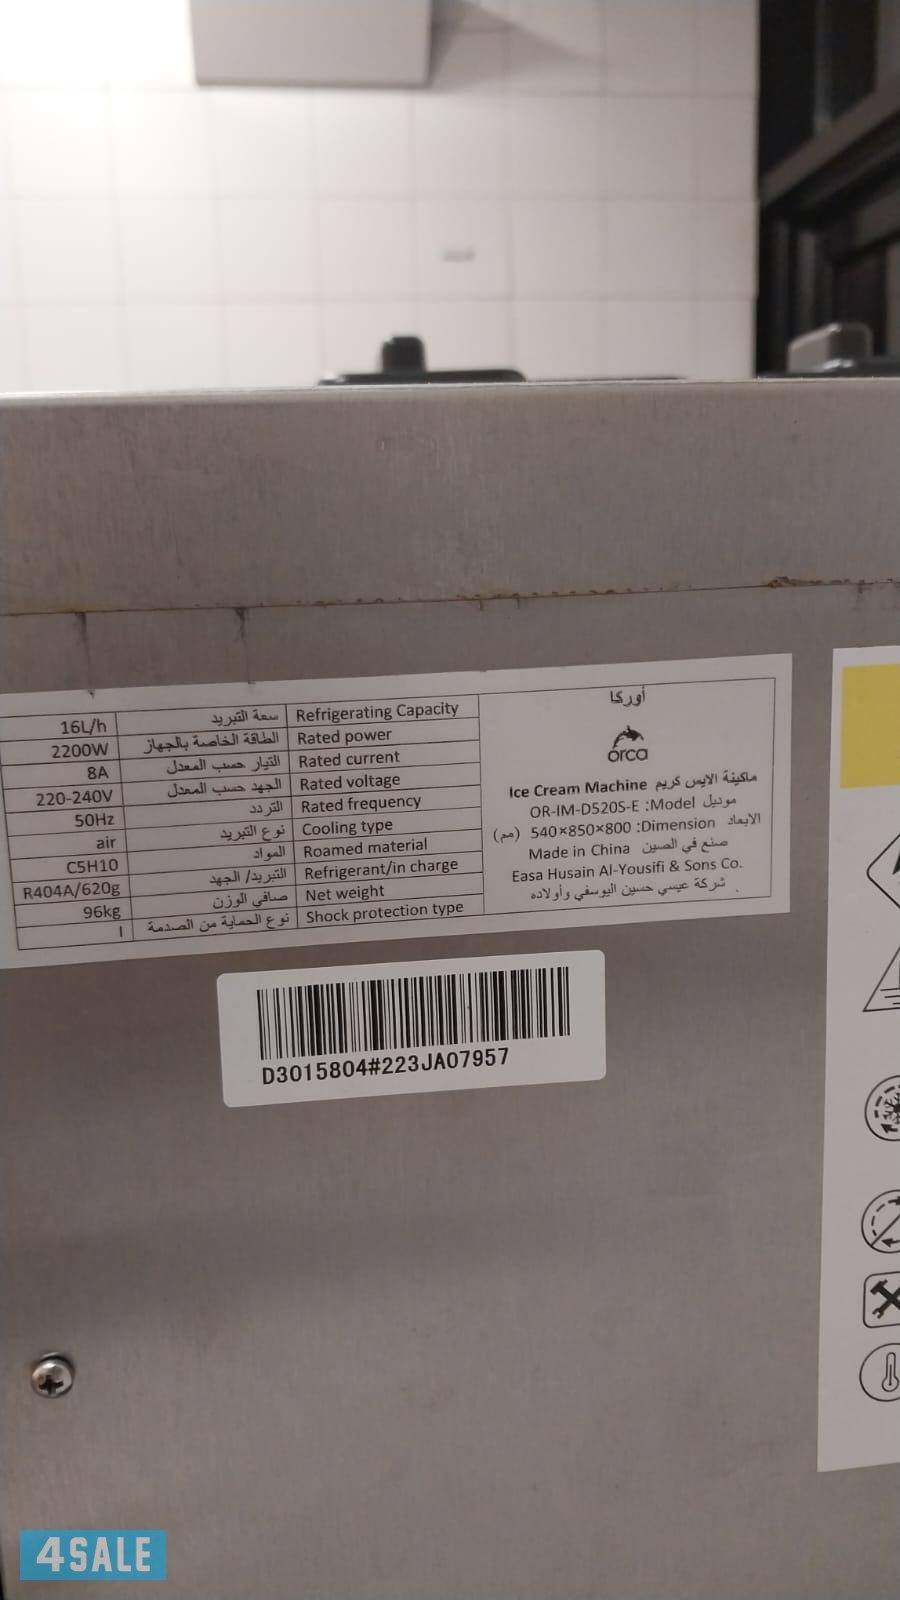 16L/h سعة التبريد Refrigerating Capacity
2200W الطاقة الخاصة بالجهاز Rated power
8A التيار حسب المعدل Rated current
220-240V الجهد حسب المعدل Rated voltage
50Hz التردد Rated frequency
air نوع التبريد Cooling type
C5H10 المواد Roamed material
R404A/620g التبريد/ الجهد Refrigerant/in charge
96kg صافي الوزن Net weight
I نوع الحماية من الصدمة Shock protection type
أوركا
orca
Ice Cream Machine ماكينة الايس كريم
OR-IM-D520S-E :Model موديل
(مم) 540×850×800 :Dimension الابعاد
Made in China صنع في الصين
Easa Husain Al-Yousifi & Sons Co.
شركة عيسي حسين اليوسفي وأولاده .
D3015804#223JA07957
4SALE